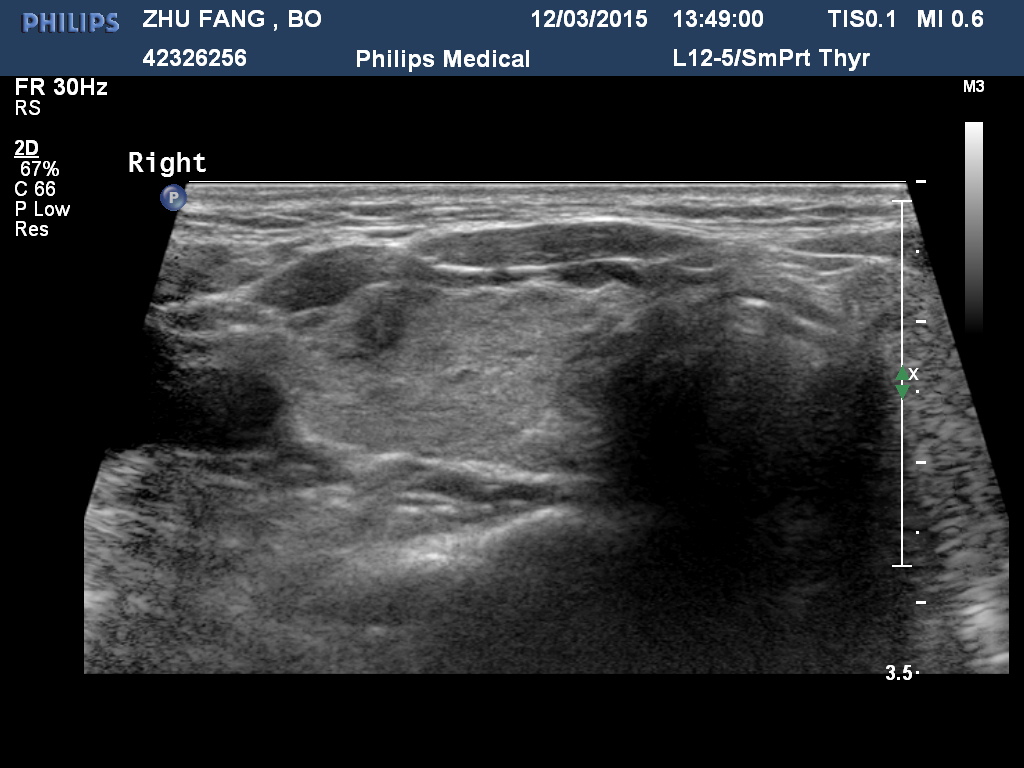 PHILIPS ZHU FANG , BO 12/03/2015 13:49:00 TIS0.1 MI 0.6
42326256 Philips Medical L12-5/SmPrt Thyr
FR 30Hz
RS
M3
2D
67%
C 66
P Low
Res
Right
P
X
3.5